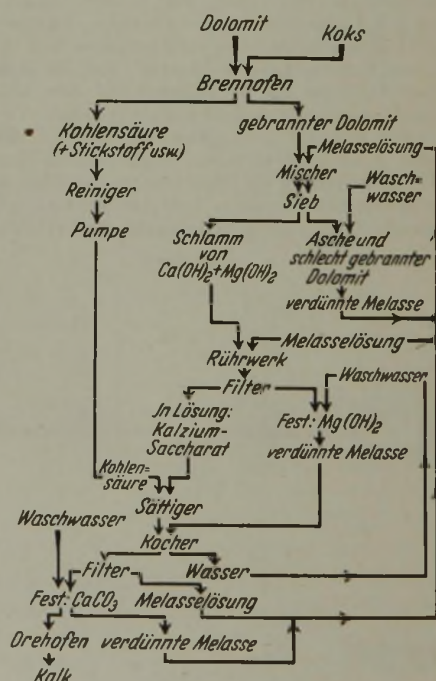 Dolomit
Koks
Brennofen
Kohlensäure
(+Stickstoff usw.)
gebrannter Dolomit
Melasselösung
Reiniger
Mischer
Wasch=
wasser
Sieb
Pumpe
Schlamm
von
Ca(OH)2+Mg(OH)2
Asche und
schlecht gebrannter
Dolomit
verdünnte Melasse
Melasselösung
Rührwerk
Waschwasser
Filter
Jn Lösung:
Kalzium-
Saccharat
Fest: Mg(OH)2
verdünnte Melasse
Kohlen=
säure
Sättiger
Waschwasser
Kocher
Filter
Wasser
Fest: CaCO3
Melasselösung
Drehofen
verdünnte Melasse
Kalk